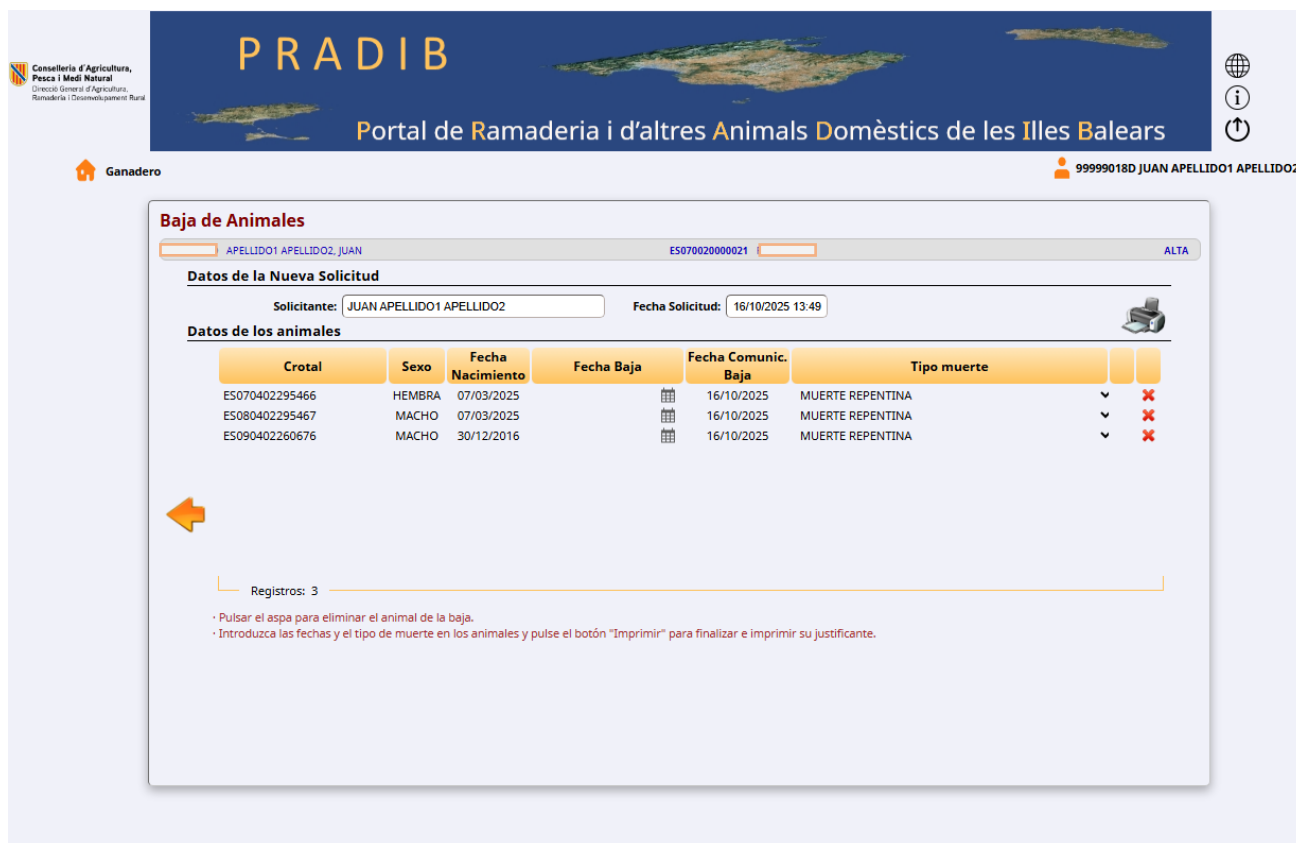 PRADIB
Conselleria d'Agricultura,
Pesca i Medi Natural
Direcció General d'Agricultura,
Ramaderia i Desenvolupament Rural
Portal de Ramaderia i d'altres Animals Domèstics de les Illes Balears
Ganadero
99999018D JUAN APELLIDO1 APELLIDO2
Baja de Animales
APELLIDO1 APELLIDO2, JUAN ES070020000021 ALTA
Datos de la Nueva Solicitud
Solicitante: JUAN APELLIDO1 APELLIDO2 Fecha Solicitud: 16/10/2025 13:49
Datos de los animales
Crotal Sexo Fecha Nacimiento Fecha Baja Fecha Comunic. Baja Tipo muerte
ES070402295466 HEMBRA 07/03/2025 16/10/2025 MUERTE REPENTINA
ES080402295467 MACHO 07/03/2025 16/10/2025 MUERTE REPENTINA
ES090402260676 MACHO 30/12/2016 16/10/2025 MUERTE REPENTINA
Registros: 3
· Pulsar el aspa para eliminar el animal de la baja.
· Introduzca las fechas y el tipo de muerte en los animales y pulse el botón "Imprimir" para finalizar e imprimir su justificante.